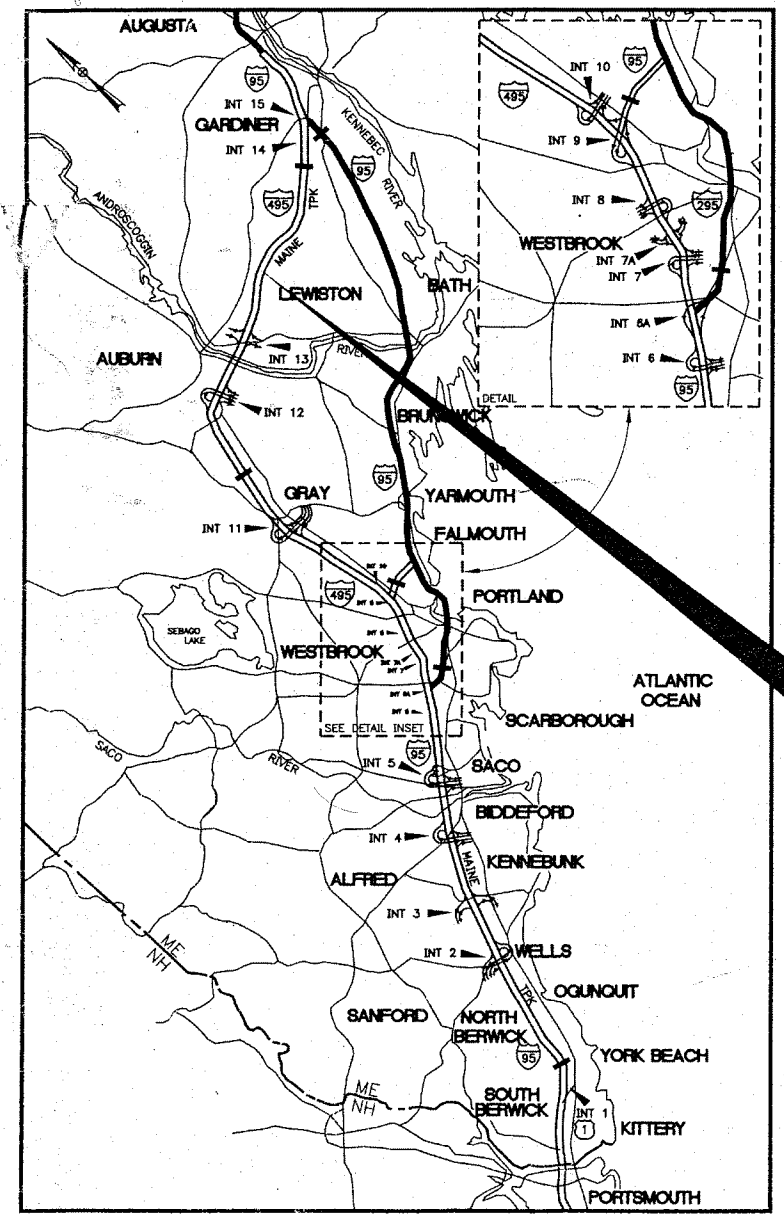 AUGUSTA
95
INT 15
GARDINER
INT 14
KENNEBEC
RIVER
95
495
TPK
MAINE
ANDROSCOGGIN
LEWISTON
BATH
RIVER
INT 13
AUBURN
INT 12
BRUNSWICK
95
GRAY
YARMOUTH
INT 11
FALMOUTH
495
PORTLAND
SEBAGO
LAKE
WESTBROOK
ATLANTIC
OCEAN
SEE DETAIL INSET
SCARBOROUGH
SACO
RIVER
95
INT 5
SACO
BIDDEFORD
INT 4
MAINE
KENNEBUNK
ALFRED
INT 3
INT 2
WELLS
TPK
OGUNQUIT
SANFORD
NORTH
BERWICK
95
YORK BEACH
ME
NH
ME
NH
SOUTH
BERWICK
INT 1
1
KITTERY
PORTSMOUTH
INT 10
95
495
INT 9
INT 8
295
WESTBROOK
INT 7A
INT 7
INT 6A
INT 6
95
DETAIL